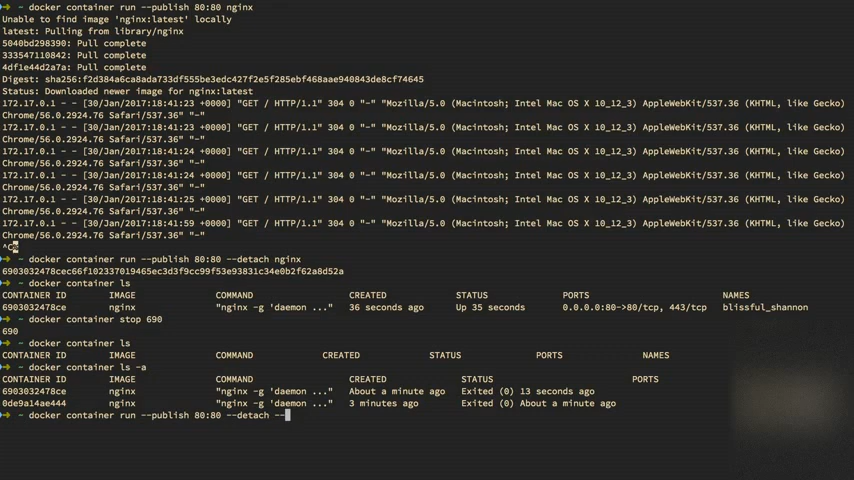 ➜ ~ docker container run --publish 80:80 nginx
Unable to find image 'nginx:latest' locally
latest: Pulling from library/nginx
5040bd298390: Pull complete
333547110842: Pull complete
4df1e44d2a7a: Pull complete
Digest: sha256:f2d384a6ca8ada733df555be3edc427f2e5f285ebf468aae940843de8cf74645
Status: Downloaded newer image for nginx:latest
172.17.0.1 - - [30/Jan/2017:18:41:23 +0000] "GET / HTTP/1.1" 304 0 "-" "Mozilla/5.0 (Macintosh; Intel Mac OS X 10_12_3) AppleWebKit/537.36 (KHTML, like Gecko)
Chrome/56.0.2924.76 Safari/537.36" "-"
172.17.0.1 - - [30/Jan/2017:18:41:23 +0000] "GET / HTTP/1.1" 304 0 "-" "Mozilla/5.0 (Macintosh; Intel Mac OS X 10_12_3) AppleWebKit/537.36 (KHTML, like Gecko)
Chrome/56.0.2924.76 Safari/537.36" "-"
172.17.0.1 - - [30/Jan/2017:18:41:24 +0000] "GET / HTTP/1.1" 304 0 "-" "Mozilla/5.0 (Macintosh; Intel Mac OS X 10_12_3) AppleWebKit/537.36 (KHTML, like Gecko)
Chrome/56.0.2924.76 Safari/537.36" "-"
172.17.0.1 - - [30/Jan/2017:18:41:24 +0000] "GET / HTTP/1.1" 304 0 "-" "Mozilla/5.0 (Macintosh; Intel Mac OS X 10_12_3) AppleWebKit/537.36 (KHTML, like Gecko)
Chrome/56.0.2924.76 Safari/537.36" "-"
172.17.0.1 - - [30/Jan/2017:18:41:25 +0000] "GET / HTTP/1.1" 304 0 "-" "Mozilla/5.0 (Macintosh; Intel Mac OS X 10_12_3) AppleWebKit/537.36 (KHTML, like Gecko)
Chrome/56.0.2924.76 Safari/537.36" "-"
172.17.0.1 - - [30/Jan/2017:18:41:59 +0000] "GET / HTTP/1.1" 304 0 "-" "Mozilla/5.0 (Macintosh; Intel Mac OS X 10_12_3) AppleWebKit/537.36 (KHTML, like Gecko)
Chrome/56.0.2924.76 Safari/537.36" "-"
^C%
➜ ~ docker container run --publish 80:80 --detach nginx
6903032478cec66f102337019465ec3d3f9cc99f53e93831c34e0b2f62a8d52a
➜ ~ docker container ls
CONTAINER ID IMAGE COMMAND CREATED STATUS PORTS NAMES
6903032478ce nginx "nginx -g 'daemon ..." 36 seconds ago Up 35 seconds 0.0.0.0:80->80/tcp, 443/tcp blissful_shannon
➜ ~ docker container stop 690
690
➜ ~ docker container ls
CONTAINER ID IMAGE COMMAND CREATED STATUS PORTS NAMES
➜ ~ docker container ls -a
CONTAINER ID IMAGE COMMAND CREATED STATUS PORTS
6903032478ce nginx "nginx -g 'daemon ..." About a minute ago Exited (0) 13 seconds ago
0de9a14ae444 nginx "nginx -g 'daemon ..." 3 minutes ago Exited (0) About a minute ago
➜ ~ docker container run --publish 80:80 --detach --